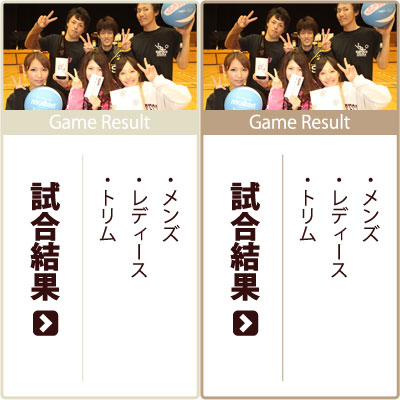 Game Result
・メンズ
・レディース
・トリム
試合結果
Game Result
・メンズ
・レディース
・トリム
試合結果